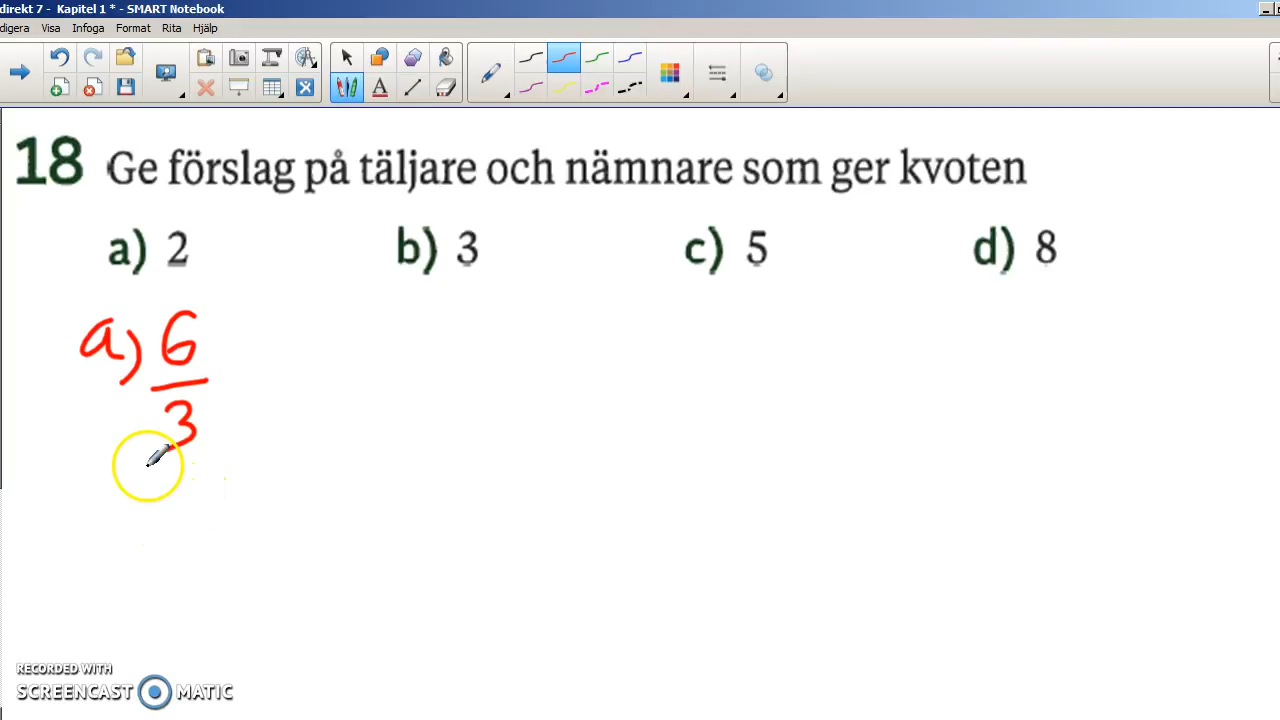 direkt 7 - Kapitel 1 * - SMART Notebook
digera Visa Infoga Format Rita Hjälp
18 Ge förslag på täljare och nämnare som ger kvoten
a) 2 b) 3 c) 5 d) 8
a) 6
3
RECORDED WITH
SCREENCAST MATIC